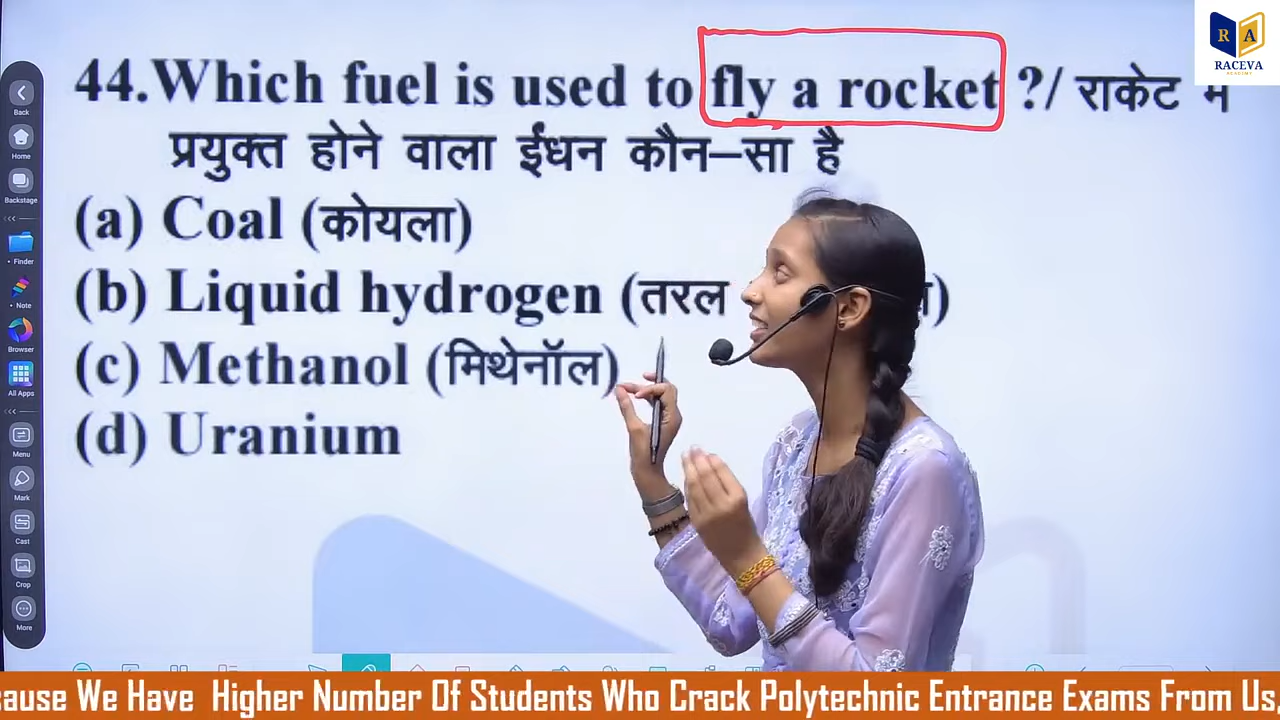 R A
RACEVA
ACADEMY
44.Which fuel is used to fly a rocket ?/ राकेट में
प्रयुक्त होने वाला ईंधन कौन–सा है
(a) Coal (कोयला)
(b) Liquid hydrogen (तरल
(c) Methanol (मिथेनॉल)
(d) Uranium
Back
Home
Backstage
Finder
Note
Browser
All Apps
Menu
Mark
Cast
Crop
More
We Have Higher Number Of Students Who Crack Polytechnic Entrance Exams From Us,